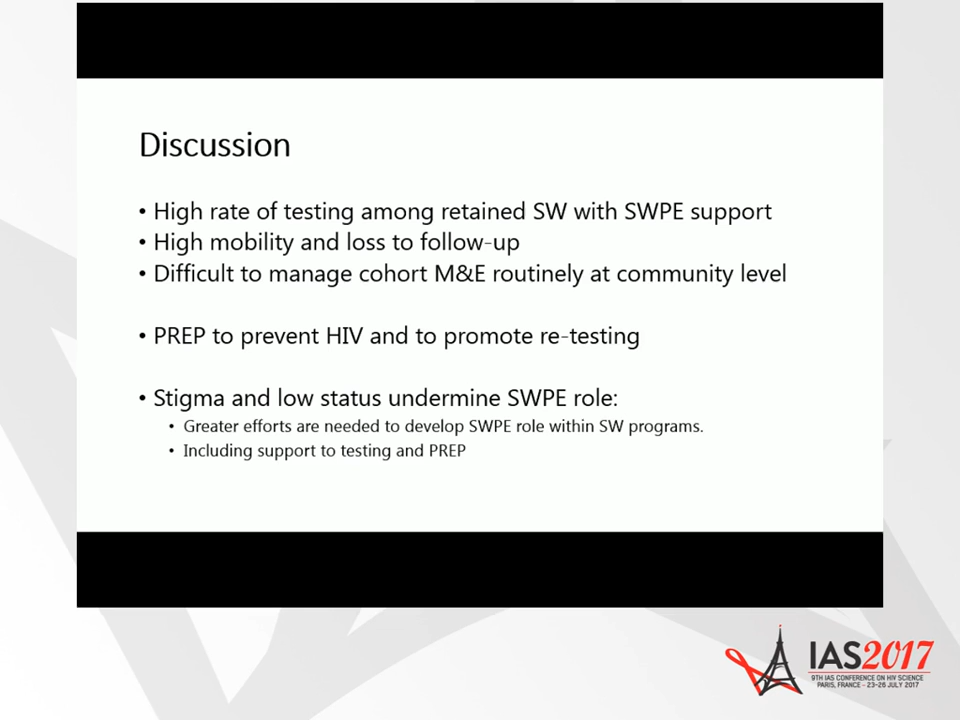 Discussion
• High rate of testing among retained SW with SWPE support
• High mobility and loss to follow-up
• Difficult to manage cohort M&E routinely at community level
• PREP to prevent HIV and to promote re-testing
• Stigma and low status undermine SWPE role:
• Greater efforts are needed to develop SWPE role within SW programs.
• Including support to testing and PREP
IAS2017
9TH IAS CONFERENCE ON HIV SCIENCE
PARIS, FRANCE – 23-26 JULY 2017